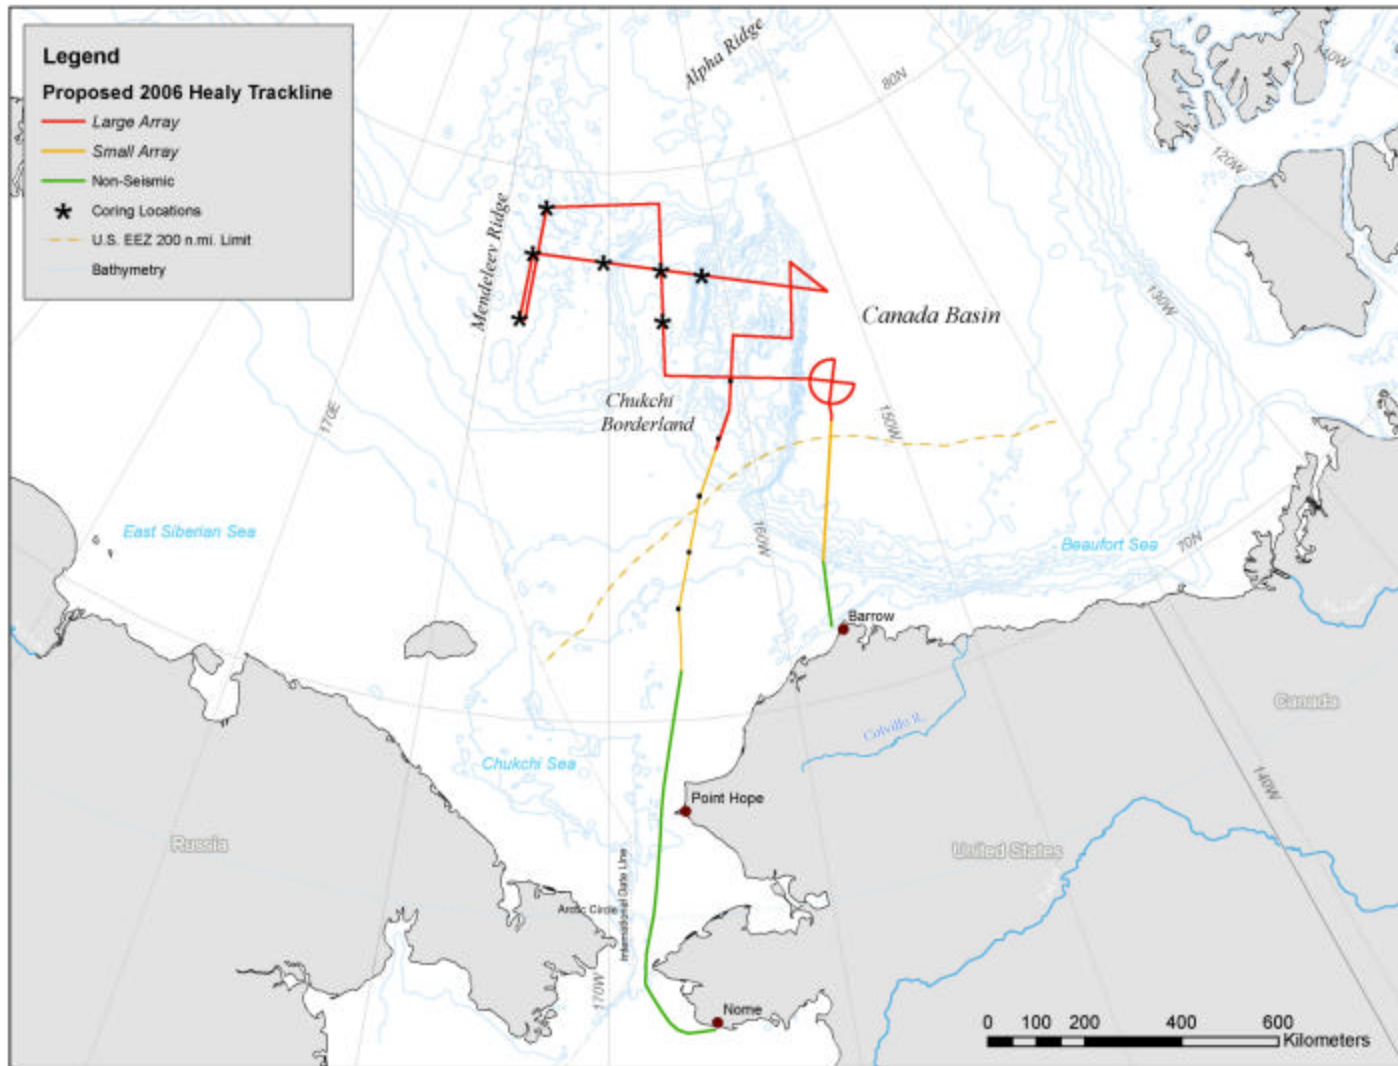 Legend
Proposed 2006 Healy Trackline
Large Array
Small Array
Non-Seismic
Coring Locations
U.S. EEZ 200 n.mi. Limit
Bathymetry
Alpha Ridge
80N
140W
120W
130W
Mendeleev Ridge
Canada Basin
Chukchi
Borderland
170E
150W
160W
East Siberian Sea
Beaufort Sea
70N
Barrow
Canada
Colville R.
Chukchi Sea
140W
Point Hope
Russia
United States
International Date Line
Arctic Circle
170W
Nome
0 100 200 400 600
Kilometers